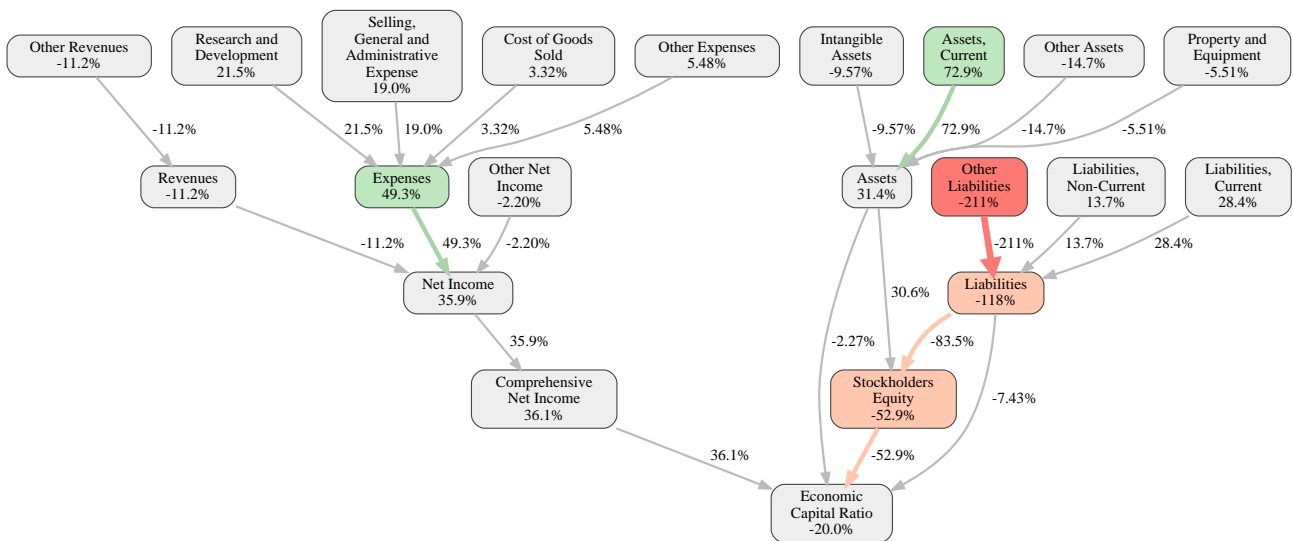 Other Revenues
-11.2%
Research and
Development
21.5%
Selling,
General and
Administrative
Expense
19.0%
Cost of Goods
Sold
3.32%
Other Expenses
5.48%
Intangible
Assets
-9.57%
Assets,
Current
72.9%
Other Assets
-14.7%
Property and
Equipment
-5.51%
-11.2%
21.5%
19.0%
3.32%
5.48%
-9.57%
72.9%
-14.7%
-5.51%
Revenues
-11.2%
Expenses
49.3%
Other Net
Income
-2.20%
Assets
31.4%
Other
Liabilities
-211%
Liabilities,
Non-Current
13.7%
Liabilities,
Current
28.4%
-11.2%
49.3%
-2.20%
-211%
13.7%
28.4%
Net Income
35.9%
30.6%
Liabilities
-118%
35.9%
-2.27%
-83.5%
Comprehensive
Net Income
36.1%
Stockholders
Equity
-52.9%
-7.43%
36.1%
-52.9%
Economic
Capital Ratio
-20.0%